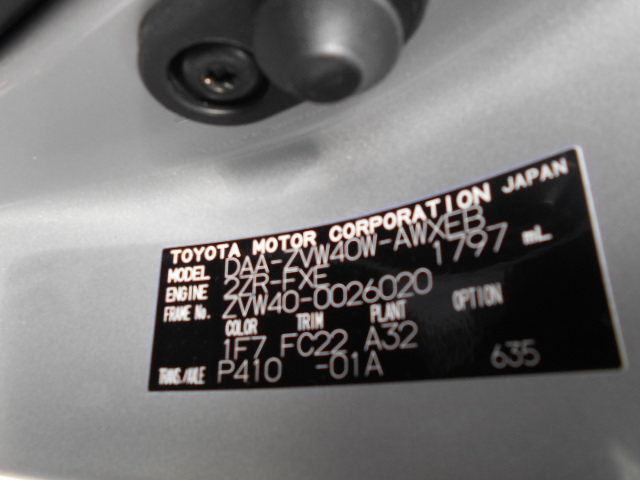 TOYOTA MOTOR CORPORATION JAPAN
MODEL DAA-ZVW40W-AWXEB
ENGINE 2ZR-FXE 1797 mL
FRAME No. ZVW40-0026020
COLOR TRIM PLANT OPTION
1F7 FC22 A32
TRANS./AXLE P410 -01A 635